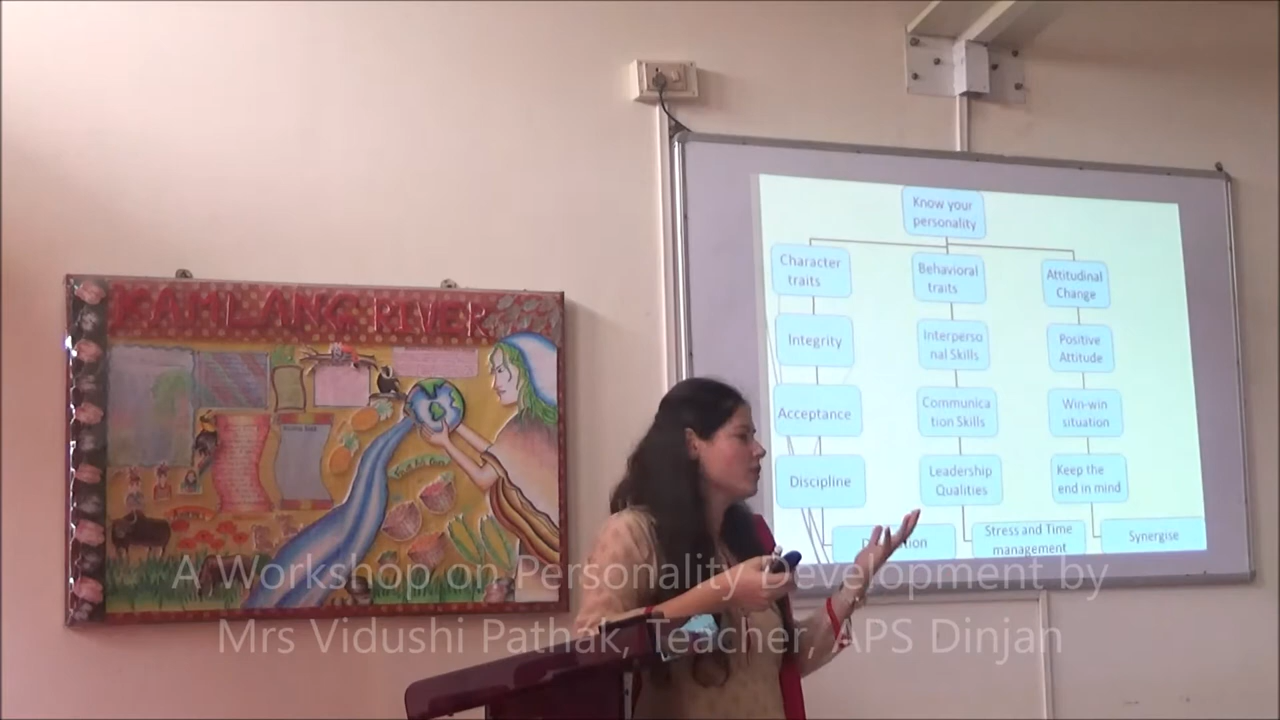 KAMLANG RIVER
Know your
personality
Character
traits
Behavioral
traits
Attitudinal
Change
Integrity
Interperso
nal Skills
Positive
Attitude
Acceptance
Communica
tion Skills
Win-win
situation
Discipline
Leadership
Qualities
Keep the
end in mind
Stress and Time
management
Synergise
A Workshop on Personality Development by
Mrs Vidushi Pathak, Teacher, APS Dinjan